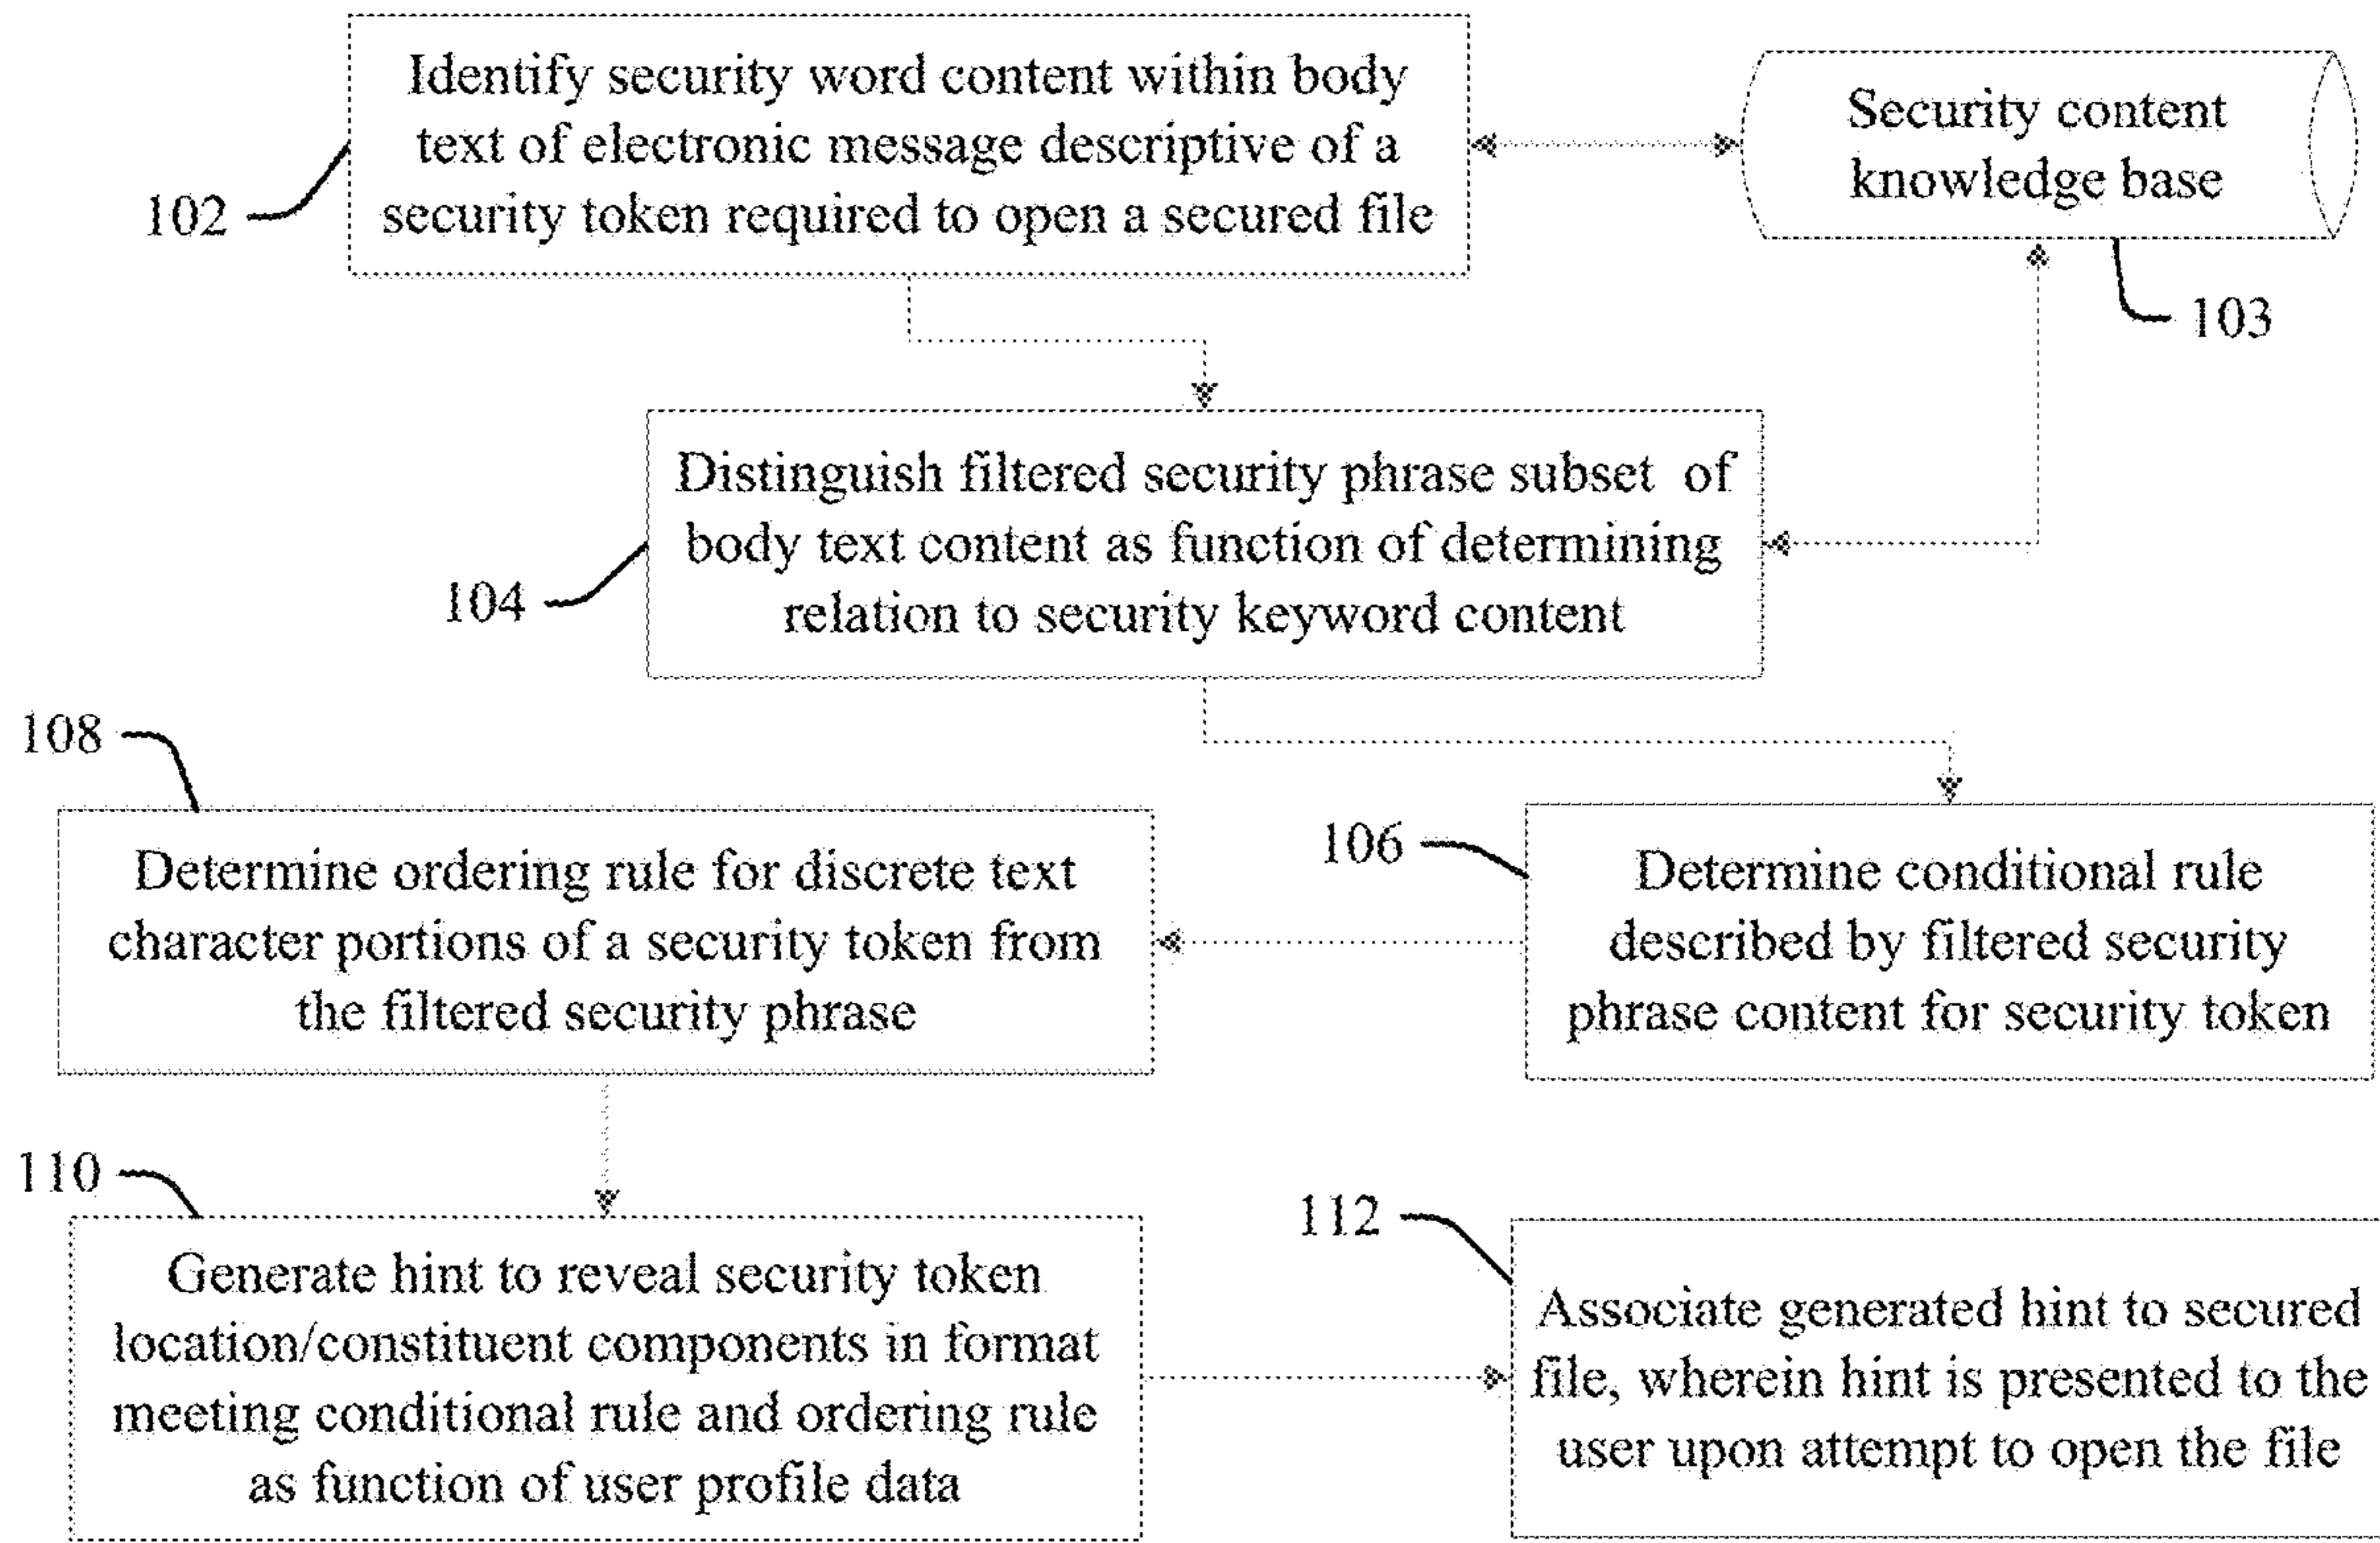 Identify security word content within body
text of electronic message descriptive of a
security token required to open a secured file
102
Security content
knowledge base
103
Distinguish filtered security phrase subset of
body text content as function of determining
relation to security keyword content
104
108
Determine ordering rule for discrete text
character portions of a security token from
the filtered security phrase
106
Determine conditional rule
described by filtered security
phrase content for security token
110
Generate hint to reveal security token
location/constituent components in format
meeting conditional rule and ordering rule
as function of user profile data
112
Associate generated hint to secured
file, wherein hint is presented to the
user upon attempt to open the file